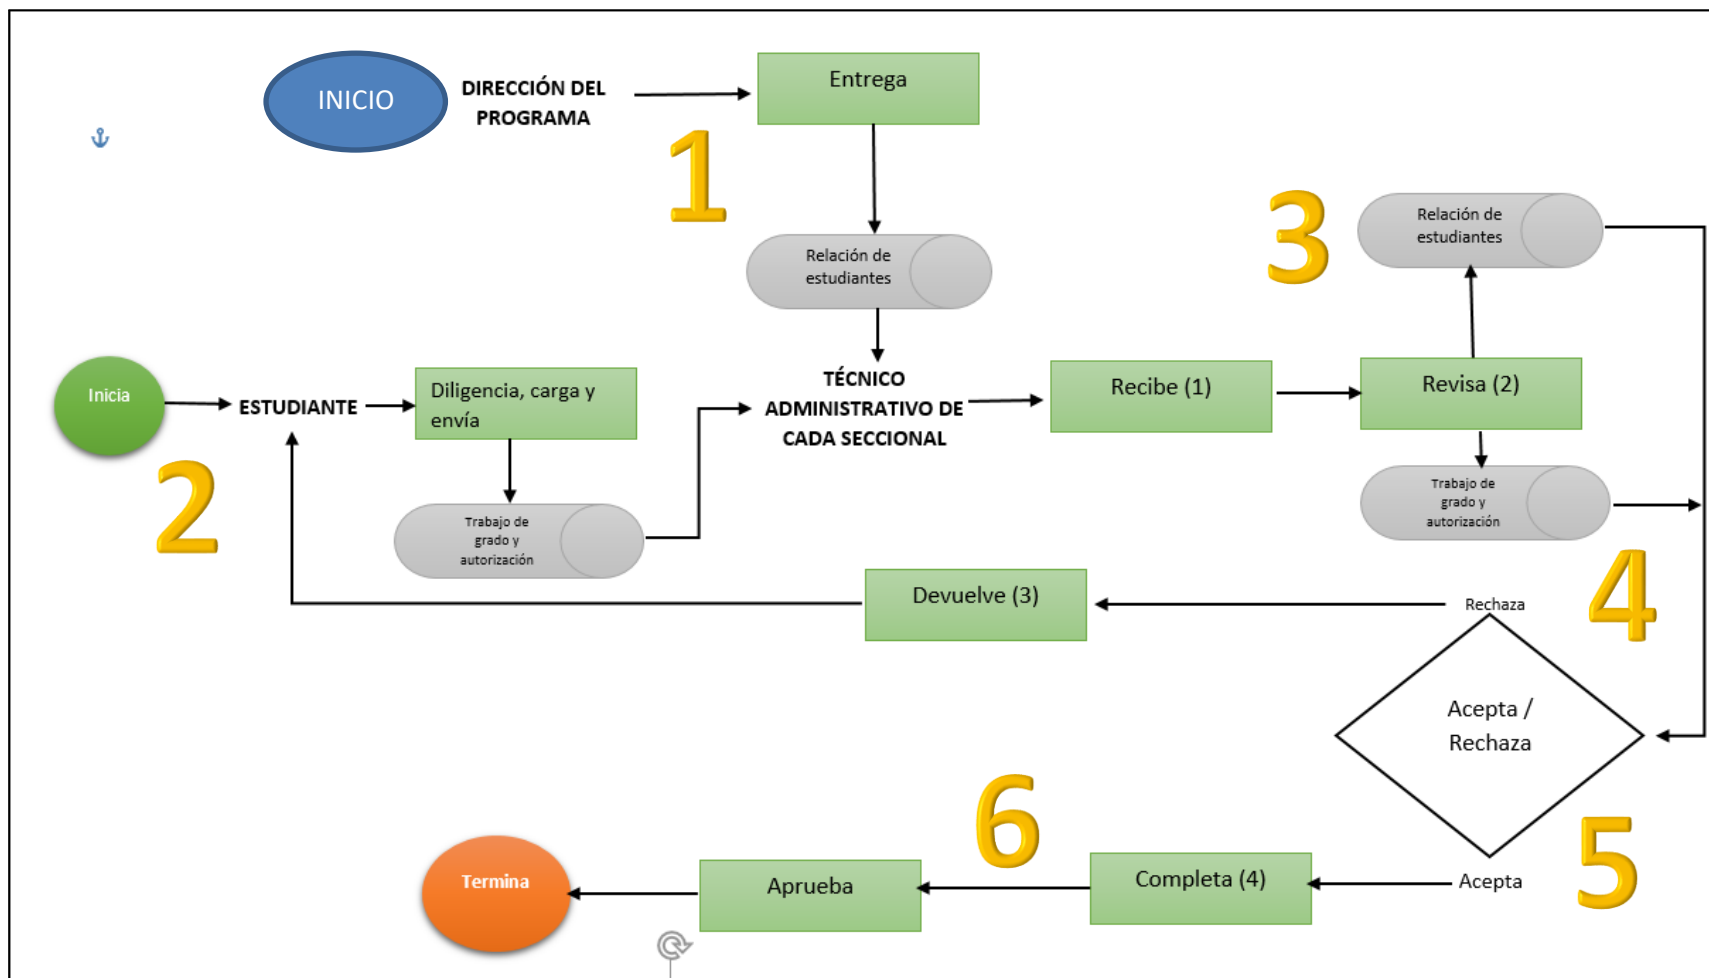 INICIO
DIRECCIÓN DEL
PROGRAMA
Entrega
1
Relación de
estudiantes
3
Relación de
estudiantes
Inicia
ESTUDIANTE
Diligencia, carga y
envía
TÉCNICO
ADMINISTRATIVO DE
CADA SECCIONAL
Recibe (1)
Revisa (2)
2
Trabajo de
grado y
autorización
Trabajo de
grado y
autorización
4
Devuelve (3)
Rechaza
Acepta /
Rechaza
5
6
Termina
Aprueba
Completa (4)
Acepta